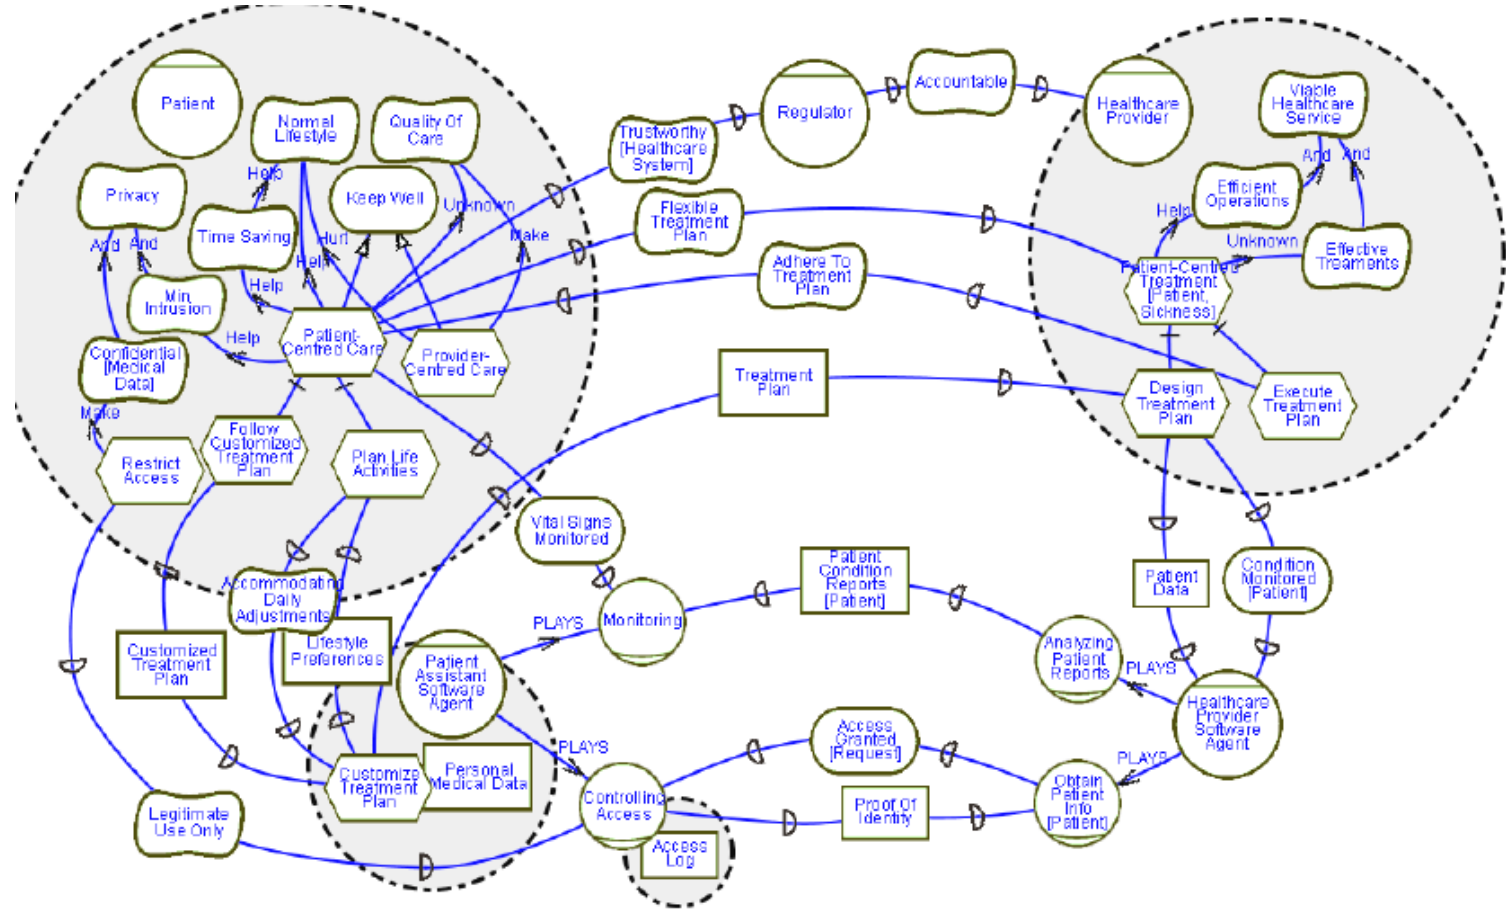 Patient
Normal
Lifestyle
Quality Of
Care
Privacy
Help
Keep Well
Time Saving
Unknown
And
And
Hurt
Make
Help
Help
Min
Intrusion
Help
Patient-
Centred Care
Provider-
Centred Care
Confidential
[Medical
Data]
Make
Restrict
Access
Follow
Customized
Treatment
Plan
Plan Life
Activities
Trustworthy
[Healthcare
System]
Regulator
Accountable
Healthcare
Provider
Viable
Healthcare
Service
And
And
Efficient
Operations
Help
Unknown
Effective
Treaments
Flexible
Treatment
Plan
Adhere To
Treatment
Plan
Patient-Centred
Treatment
[Patient,
Sickness]
Treatment
Plan
Design
Treatment
Plan
Execute
Treatment
Plan
Vital Signs
Monitored
Patient
Condition
Reports
[Patient]
Patient
Data
Condition
Monitored
[Patient]
Accommodating
Daily
Adjustments
Lifestyle
Preferences
Customized
Treatment
Plan
PLAYS
Monitoring
Patient
Assistant
Software
Agent
Analyzing
Patient
Reports
PLAYS
Healthcare
Provider
Software
Agent
PLAYS
Access
Granted
[Request]
PLAYS
Customize
Treatment
Plan
Personal
Medical Data
Controlling
Access
Proof Of
Identify
Obtain
Patient
Info
[Patient]
Legitimate
Use Only
Access
Log